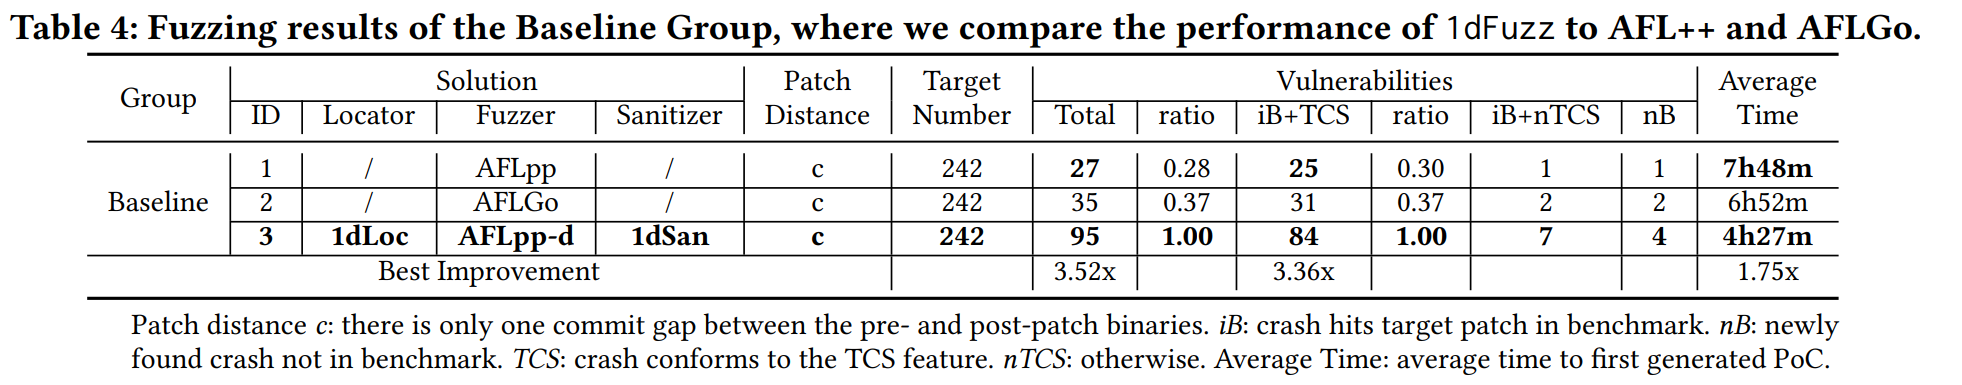 Table 4: Fuzzing results of the Baseline Group, where we compare the performance of 1dFuzz to AFL++ and AFLGo.
Group Solution Patch Distance Target Number Vulnerabilities Average Time
ID Locator Fuzzer Sanitizer Total ratio iB+TCS ratio iB+nTCS nB
Baseline
1 / AFLpp / c 242 27 0.28 25 0.30 1 1 7h48m
2 / AFLGo / c 242 35 0.37 31 0.37 2 2 6h52m
3 1dLoc AFLpp-d 1dSan c 242 95 1.00 84 1.00 7 4 4h27m
Best Improvement 3.52x 3.36x 1.75x
Patch distance c: there is only one commit gap between the pre- and post-patch binaries. iB: crash hits target patch in benchmark. nB: newly
found crash not in benchmark. TCS: crash conforms to the TCS feature. nTCS: otherwise. Average Time: average time to first generated PoC.